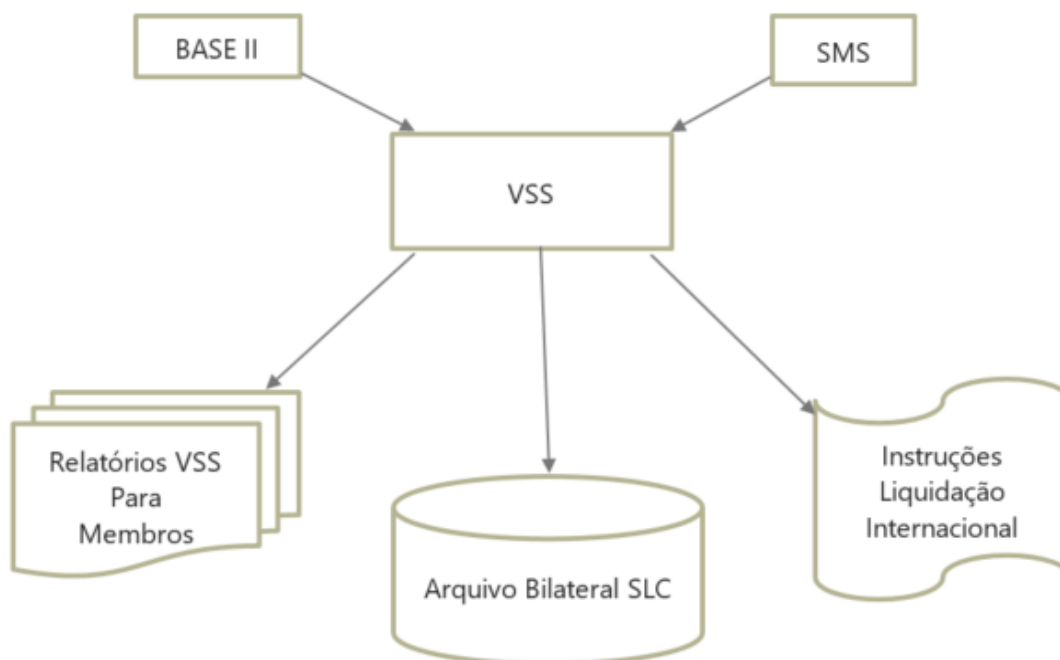 BASE II
SMS
VSS
Relatórios VSS
Para
Membros
Arquivo Bilateral SLC
Instruções
Liquidação
Internacional